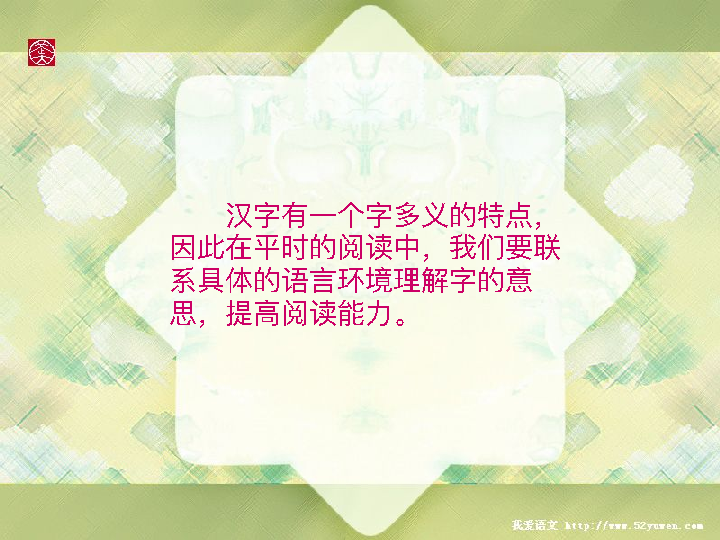 汉字有一个字多义的特点，
因此在平时的阅读中，我们要联
系具体的语言环境理解字的意
思，提高阅读能力。
我爱语文 http://www.52yuwen.com